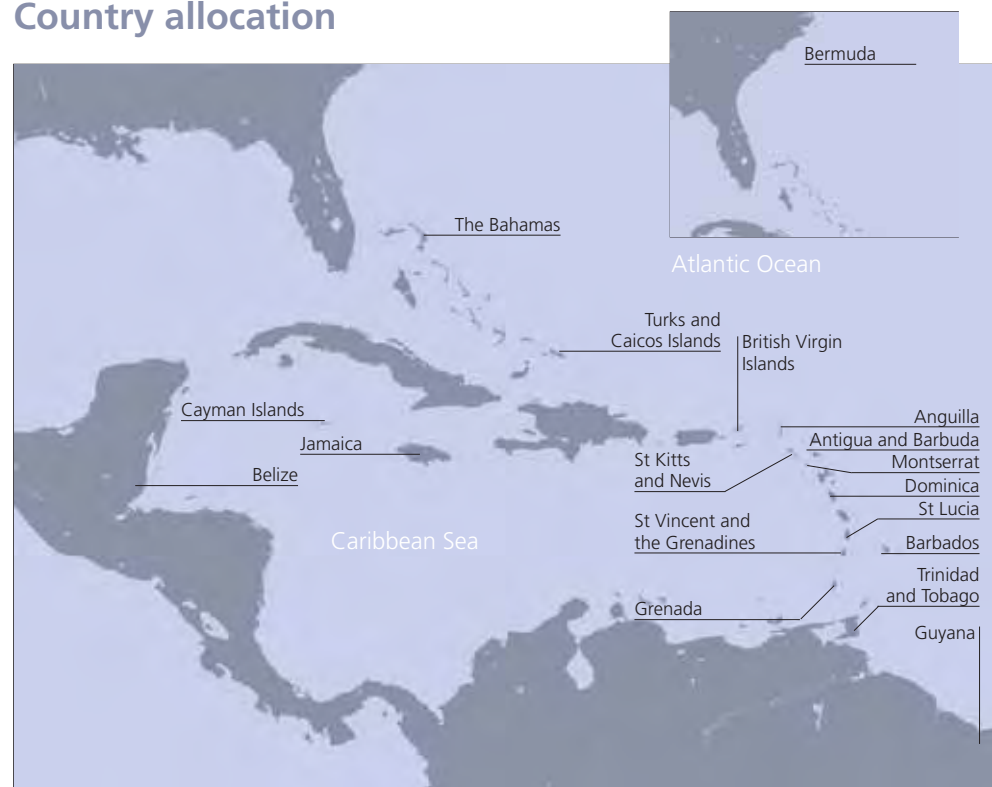 Country allocation
Bermuda
The Bahamas
Atlantic Ocean
Turks and
Caicos Islands
British Virgin
Islands
Cayman Islands
Jamaica
Belize
Anguilla
Antigua and Barbuda
St Kitts
and Nevis
Montserrat
Dominica
St Lucia
St Vincent and
the Grenadines
Caribbean Sea
Barbados
Trinidad
and Tobago
Grenada
Guyana